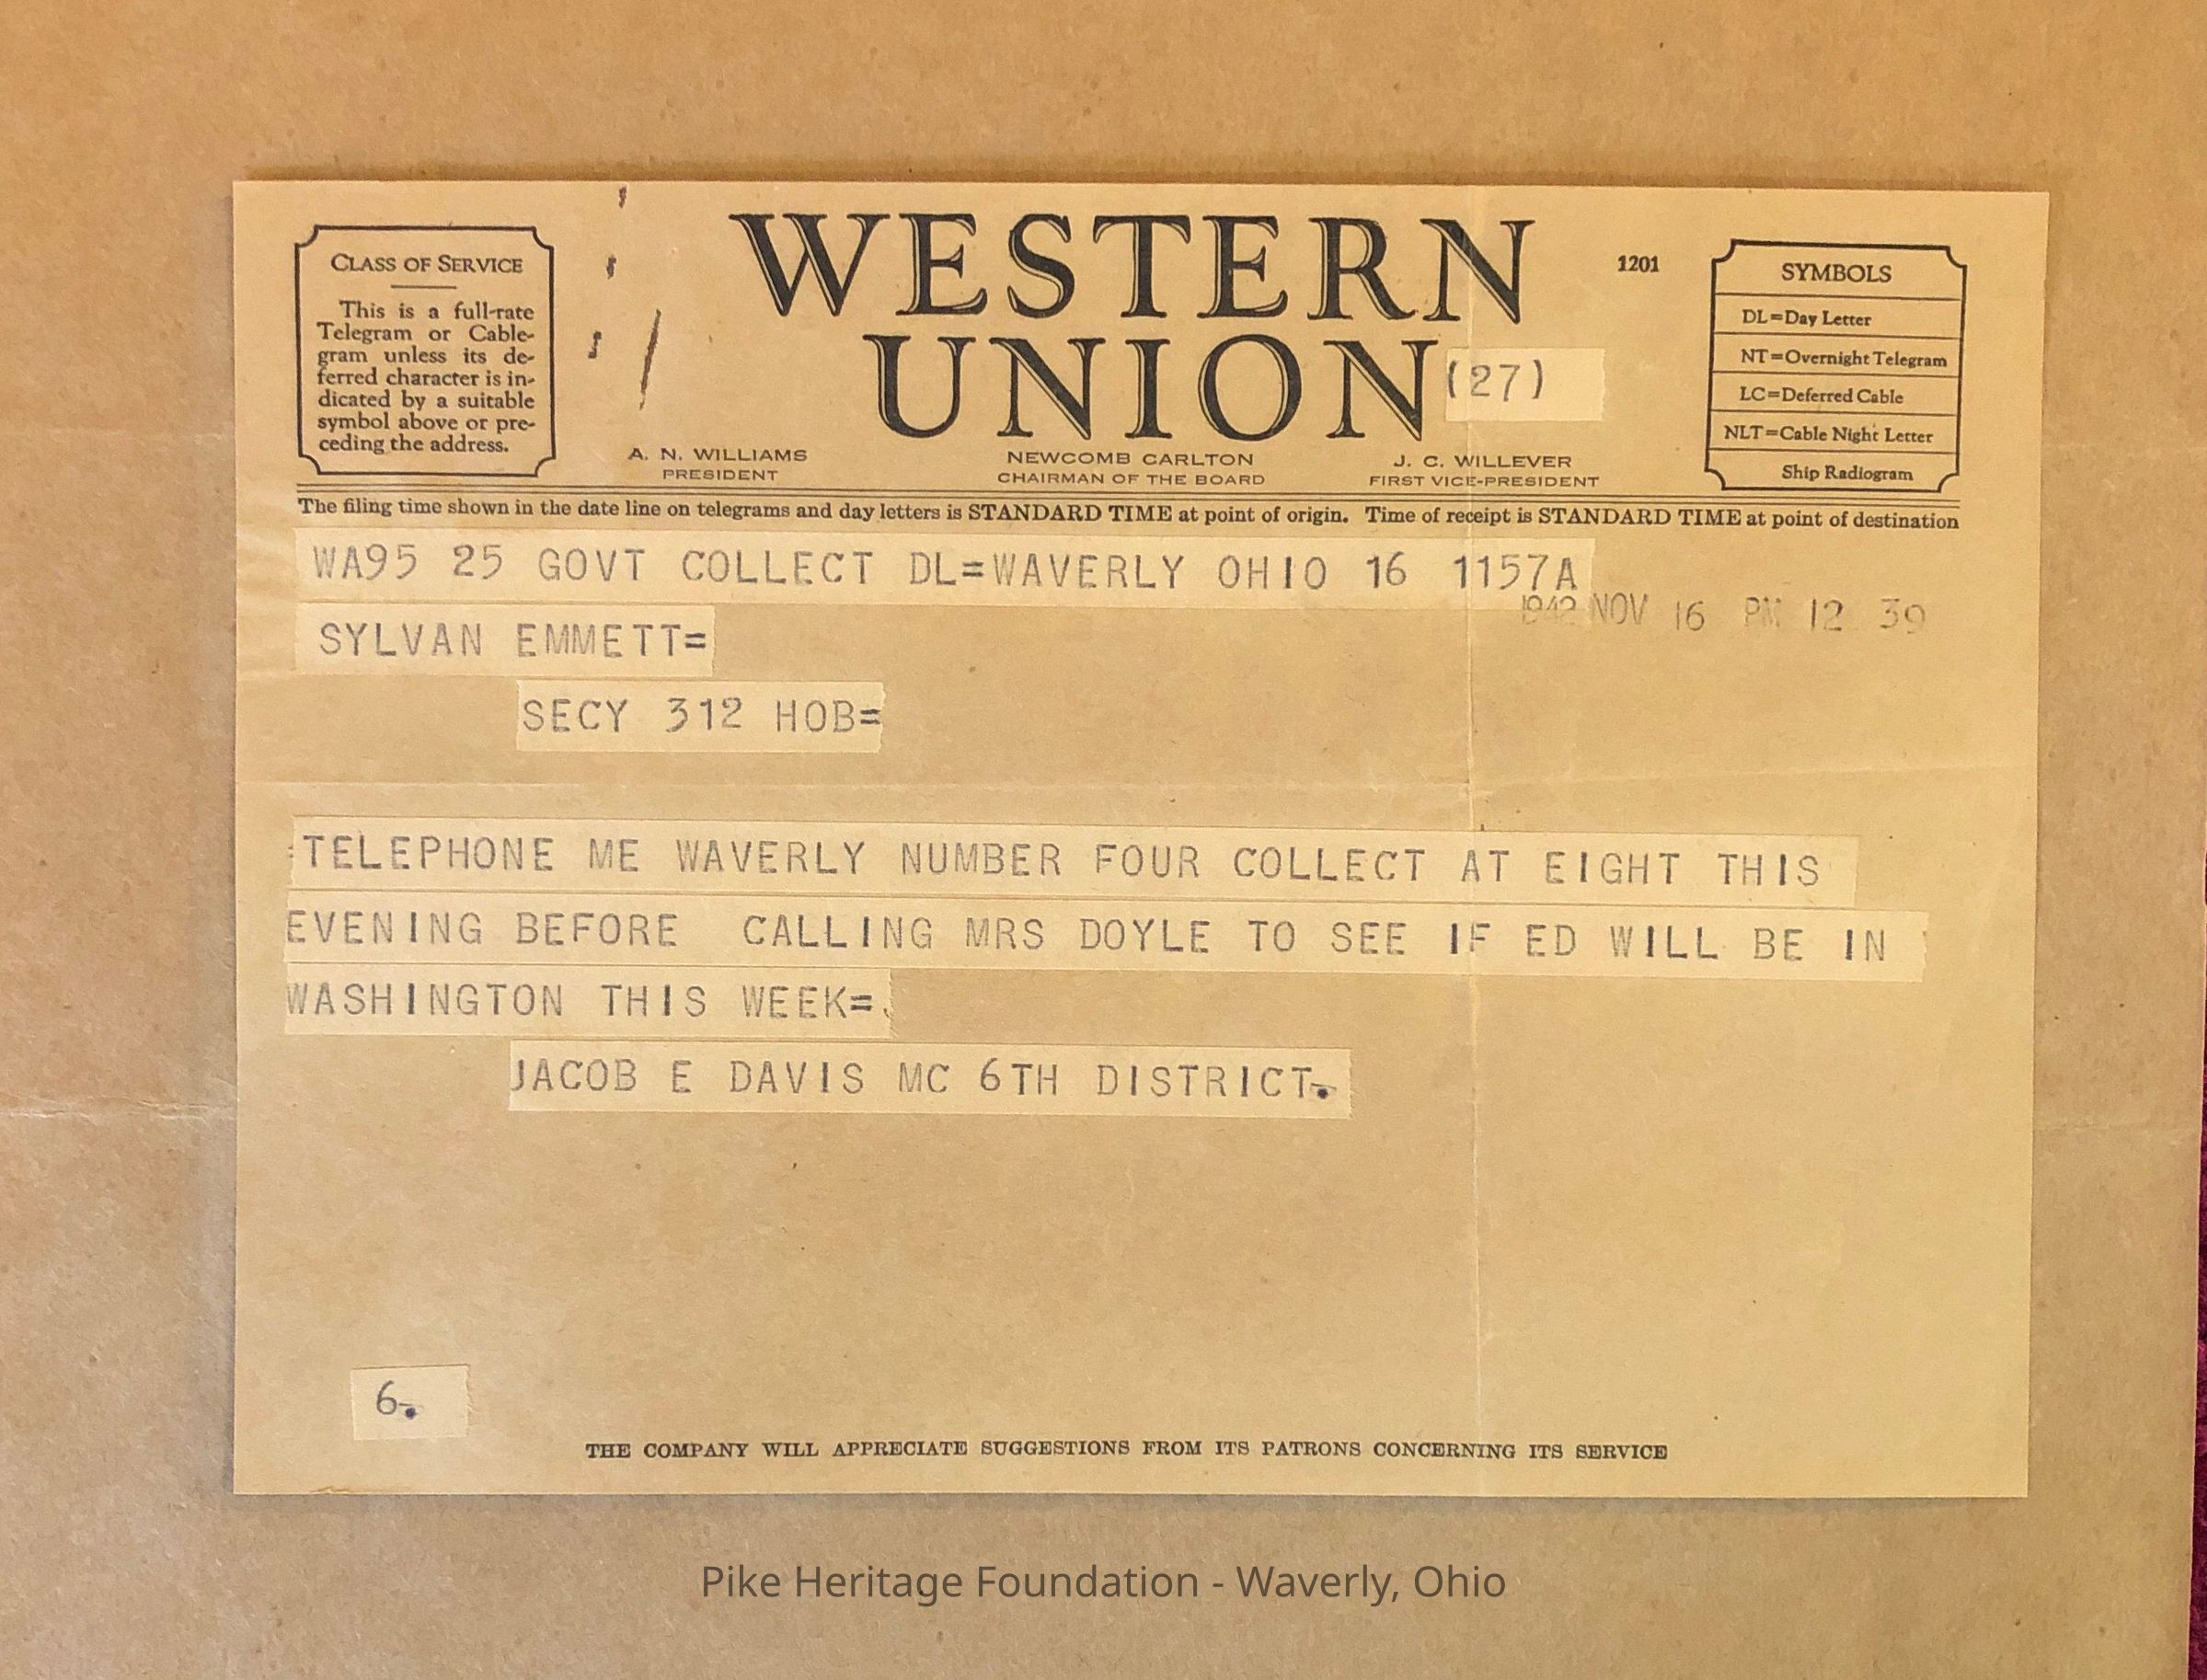 WESTERN
UNION (27)
1201
CLASS OF SERVICE
This is a full-rate
Telegram or Cable-
gram unless its de-
ferred character is in-
dicated by a suitable
symbol above or pre-
ceding the address.
SYMBOLS
DL=Day Letter
NT=Overnight Telegram
LC=Deferred Cable
NLT=Cable Night Letter
Ship Radiogram
A. N. WILLIAMS
PRESIDENT
NEWCOMB CARLTON
CHAIRMAN OF THE BOARD
J. C. WILLEVER
FIRST VICE-PRESIDENT
The filing time shown in the date line on telegrams and day letters is STANDARD TIME at point of origin. Time of receipt is STANDARD TIME at point of destination
WA95 25 GOVT COLLECT DL=WAVERLY OHIO 16 1157A
1942 NOV 16 PM 12 39
SYLVAN EMMETT=
SECY 312 HOB=
:TELEPHONE ME WAVERLY NUMBER FOUR COLLECT AT EIGHT THIS
EVENING BEFORE CALLING MRS DOYLE TO SEE IF ED WILL BE IN
WASHINGTON THIS WEEK=.
JACOB E DAVIS MC 6TH DISTRICT.
6.
THE COMPANY WILL APPRECIATE SUGGESTIONS FROM ITS PATRONS CONCERNING ITS SERVICE
Pike Heritage Foundation - Waverly, Ohio